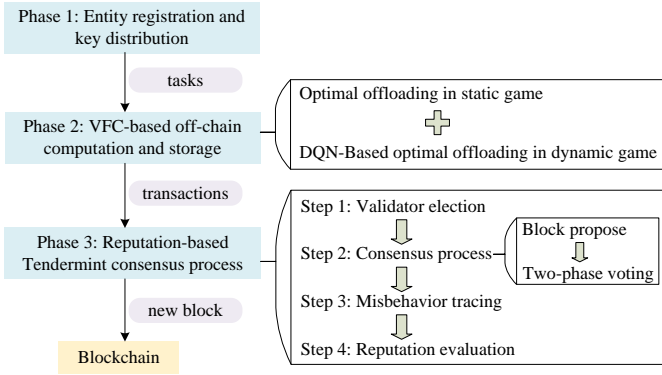 Phase 1: Entity registration and
key distribution
tasks
Phase 2: VFC-based off-chain
computation and storage
Optimal offloading in static game
DQN-Based optimal offloading in dynamic game
transactions
Phase 3: Reputation-based
Tendermint consensus process
Step 1: Validator election
Step 2: Consensus process
Block propose
Two-phase voting
Step 3: Misbehavior tracing
Step 4: Reputation evaluation
new block
Blockchain